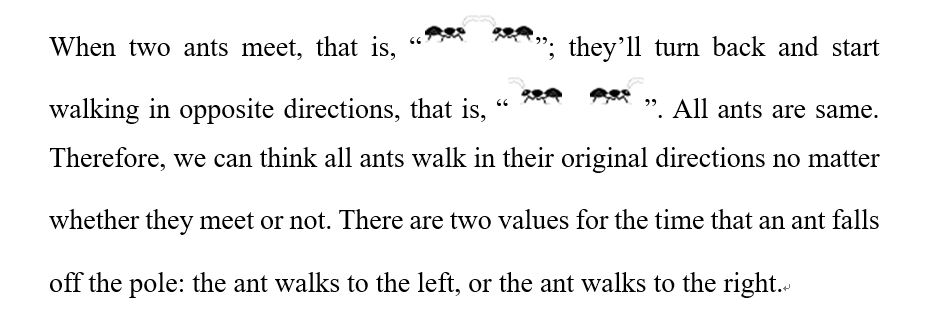 When two ants meet, that is, “ ”; they’ll turn back and start
walking in opposite directions, that is, “ ”. All ants are same.
Therefore, we can think all ants walk in their original directions no matter
whether they meet or not. There are two values for the time that an ant falls
off the pole: the ant walks to the left, or the ant walks to the right.